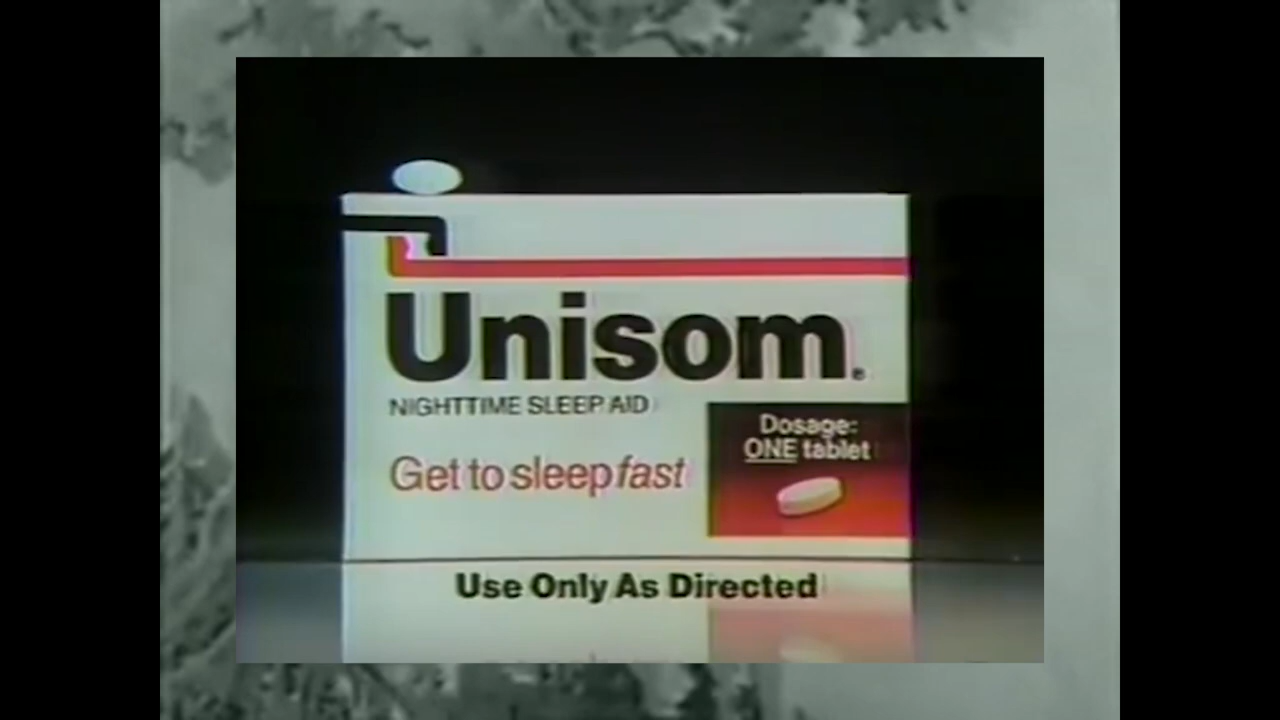 Unisom®
NIGHTTIME SLEEP AID
Get to sleep fast
Dosage:
ONE tablet
Use Only As Directed